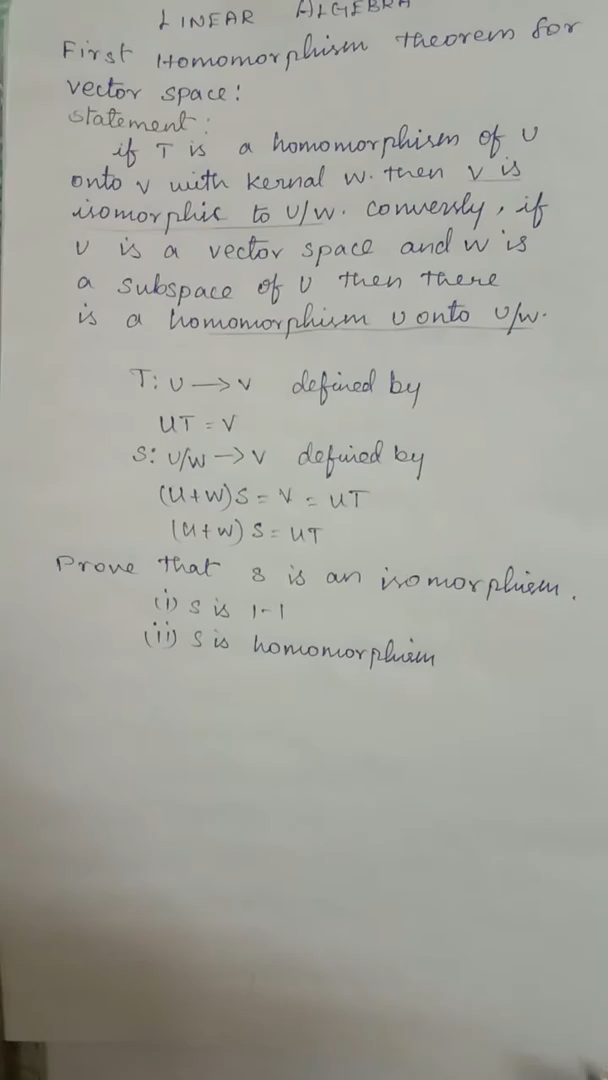 LINEAR ALGEBRA
First Homomorphism theorem for
vector space:
statement:
if T is a homomorphism of U
onto V with kernal W. then V is
isomorphic to U/W. conversly, if
U is a vector space and W is
a subspace of U then there
is a homomorphism U onto U/W.
T: U → V defined by
UT = V
S: U/W → V defined by
(U+W)S = V = UT
(U+W) S = UT
Prove that S is an isomorphism.
(i) S is 1-1
(ii) S is homomorphism